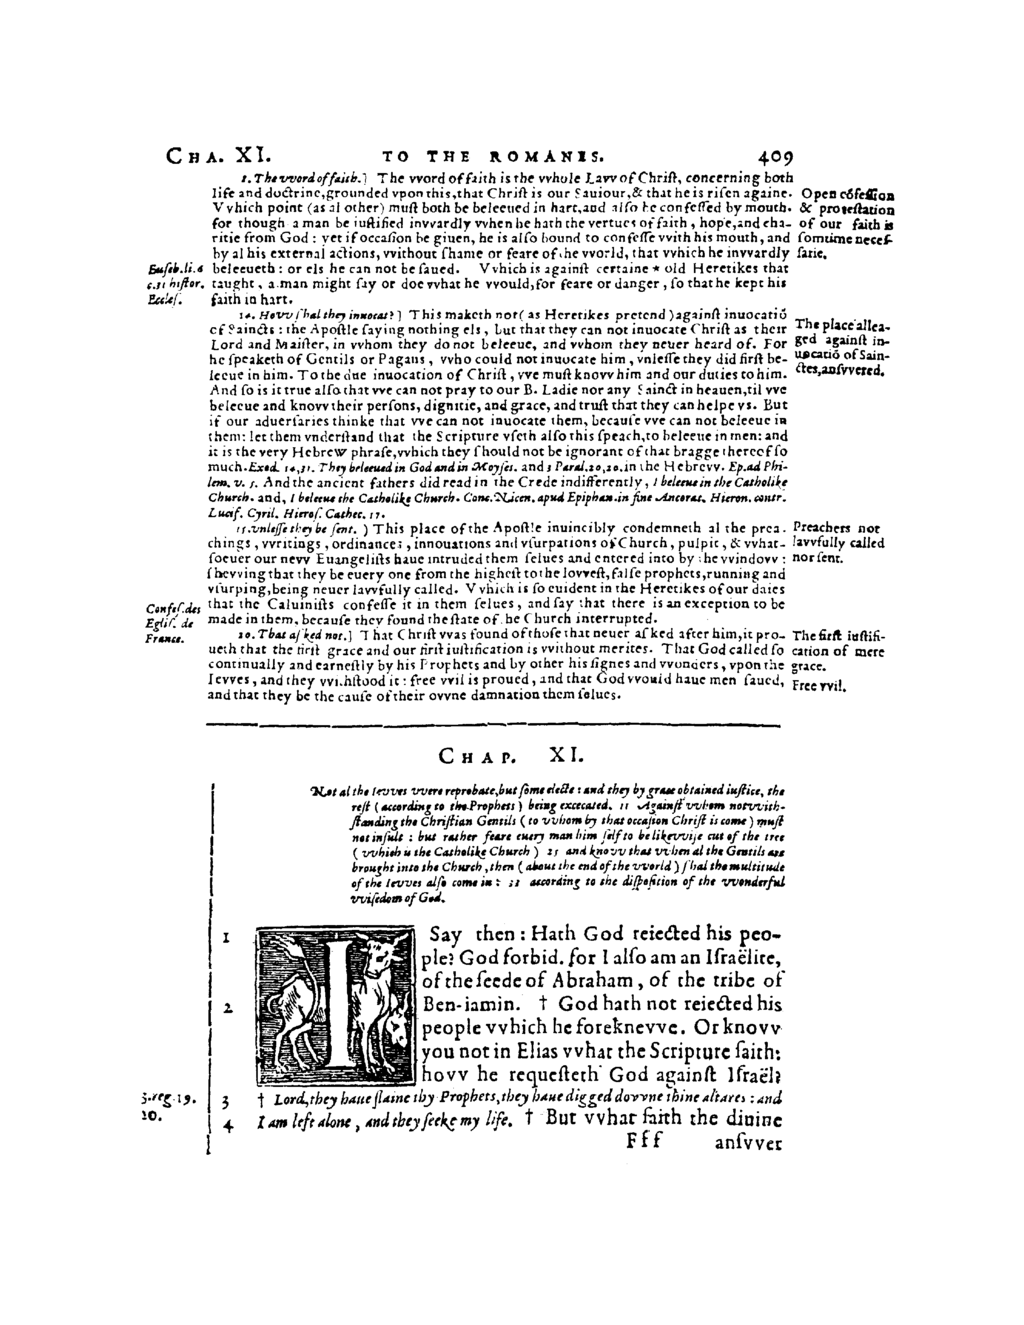 CHA. XI. TO THE ROMANES. 409
8. The vvord of faith.] The vvord of faith is the vvhole Lavv of Chriſt, concerning both
life and doctrine, grounded vpon this, that Chriſt is our Sauiour, & that he is riſen againe.
Vvhich point (as al other) muſt both be beleeued in hart, and alſo be confeſſed by mouth.
for though a man be iuſtified invvardly vvhen he hath the vertues of faith, hope, and cha-
ritie from God : yet if occaſion be giuen, he is alſo bound to confeſſe vvith his mouth, and
by al his external actions, vvithout ſhame or feare of the vvorld, that vvhich he invvardly
beleeueth : or els he can not be ſaued. Vvhich is againſt certaine * old Heretikes that
taught, a man might ſay or doe vvhat he vvould, for feare or danger, ſo that he kept his
faith in hart.
Open cõfeſſion
& proteſtation
of our faith is
ſomtime neceſ-
ſarie.
Euſeb. li. 6
c. 31 hiſtor.
Eccleſ.
14. Hovv ſhal they inuocat?] This maketh not (as Heretikes pretend) againſt inuocatiõ
of Saincts : the Apoſtle ſaying nothing els, but that they can not inuocate Chriſt as their
Lord and Maiſter, in vvhom they do not beleeue, and vvhom they neuer heard of. For
he ſpeaketh of Gentils or Pagans, vvho could not inuocate him, vnleſſe they did firſt be-
leeue in him. To the due inuocation of Chriſt, vve muſt knovv him and our duties to him.
And ſo is it true alſo that vve can not pray to our B. Ladie nor any Sainct in heauen, til vve
beleeue and knovv their perſons, dignitie, and grace, and truſt that they can helpe vs. But
if our aduerſaries thinke that vve can not inuocate them, becauſe vve can not beleeue in
them: let them vnderſtand that the Scripture vſeth alſo this ſpeach, to beleeue in men: and
it is the very Hebrew phraſe, vvhich they ſhould not be ignorant of that bragge therof ſo
much. Exod. 14,31. They beleeued in God and in Moyſes. and 2 Paral. 20,20. in the Hebrevv. Ep. ad Phi-
lem. v. 5. And the ancient fathers did read in the Crede indifferently, I beleeue in the Catholike
Church. and, I beleeue the Catholike Church. Conc. Nicen. apud Epiphan. in fine Ancorat. Hieron. contr.
Lucif. Cyril. Hieroſ. Cathec. 17.
The place allea-
ged againſt in-
uocatiõ of Sain-
ctes, anſvvered.
15. vnleſſe they be ſent.) This place of the Apoſtle inuincibly condemneth al the prea-
chings, vvritings, ordinances, innouations and vſurpations of Church, pulpit, & vvhat-
ſoeuer our nevv Euangeliſts haue intruded them ſelues and entered into by the vvindovv :
ſhevving that they be euery one from the higheſt to the lovveſt, falſe prophets, running and
vſurping, being neuer lavvfully called. Vvhich is ſo euident in the Heretikes of our daies
that the Caluiniſts confeſſe it in them ſelues, and ſay that there is an exception to be
made in them, becauſe they found the ſtate of the Church interrupted.
Preachers not
lavvfully called
nor ſent.
Confeſ. des
Egliſ. de
France.
20. That aſked not.] That Chriſt vvas found of thoſe that neuer aſked after him, it pro-
ueth that the firſt grace and our firſt iuſtification is vvithout merites. That God called ſo
continually and earneſtly by his Prophets and by other his ſignes and vvonders, vpon the
Ievves, and they vvithſtood it : free vvil is proued, and that God vvould haue men ſaued,
and that they be the cauſe of their ovvne damnation them ſelues.
The firſt iuſtifi-
cation of mere
grace.
Free vvil.
CHAP. XI.
Not al the Ievves vvere reprobate, but ſome electe : and they by grace obtained iuſtice, the
reſt (according to the Prophets) being excecated. 11 Againſt vvhom notvvith-
ſtanding the Chriſtian Gentils (to vvhom by that occaſion Chriſt is come) muſt
not inſult : but rather feare euery man him ſelf to be likevviſe cut of the tree
(vvhich is the Catholike Church) 25 and knovv that vvhen al the Gentils are
brought into the Church, then (about the end of the vvorld) ſhal the multitude
of the Ievves alſo come in : 33 according to the diſpoſition of the vvonderful
vviſedom of God.
1 I Say then : Hath God reiected his peo-
ple? God forbid. for I alſo am an Iſraëlite,
of the ſeede of Abraham, of the tribe of
2 Ben-iamin. † God hath not reiected his
people vvhich he foreknevve. Or knovv
you not in Elias vvhat the Scripture ſaith:
hovv he requeſteth God againſt Iſraël?
3.reg. 19.
10.
3 † Lord, they haue ſlaine thy Prophets, they haue digged dovvne thine altares : and
4 I am left alone, and they ſeeke my life. † But vvhat ſaith the diuine
Fff anſvver